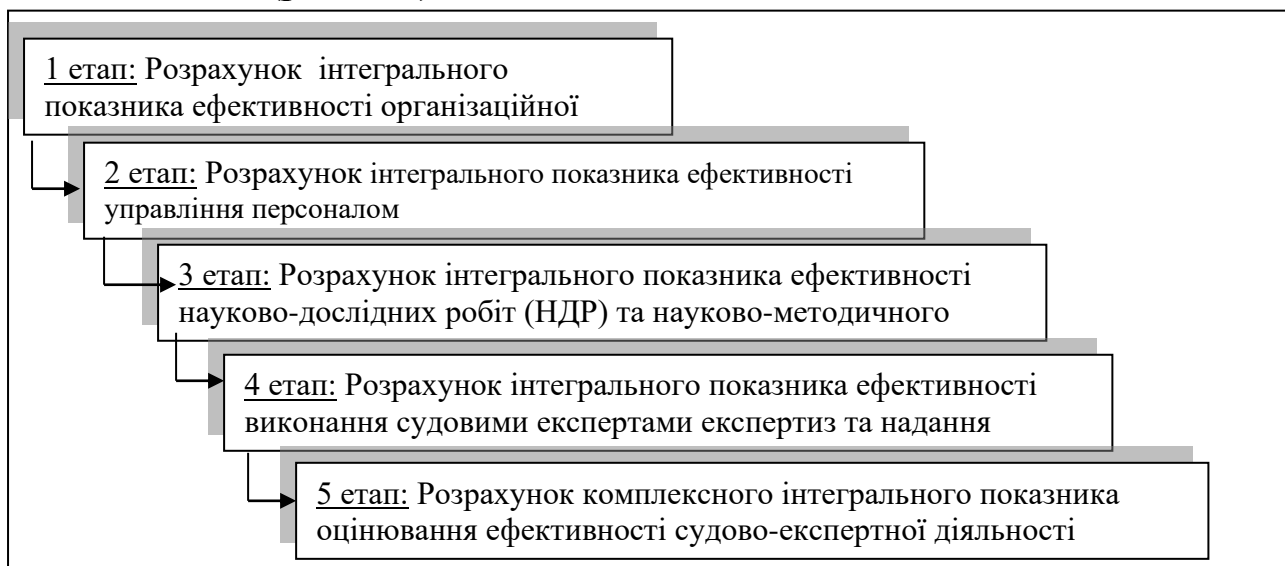 1 етап: Розрахунок інтегрального
показника ефективності організаційної
2 етап: Розрахунок інтегрального показника ефективності
управління персоналом
3 етап: Розрахунок інтегрального показника ефективності
науково-дослідних робіт (НДР) та науково-методичного
4 етап: Розрахунок інтегрального показника ефективності
виконання судовими експертами експертиз та надання
5 етап: Розрахунок комплексного інтегрального показника
оцінювання ефективності судово-експертної діяльності